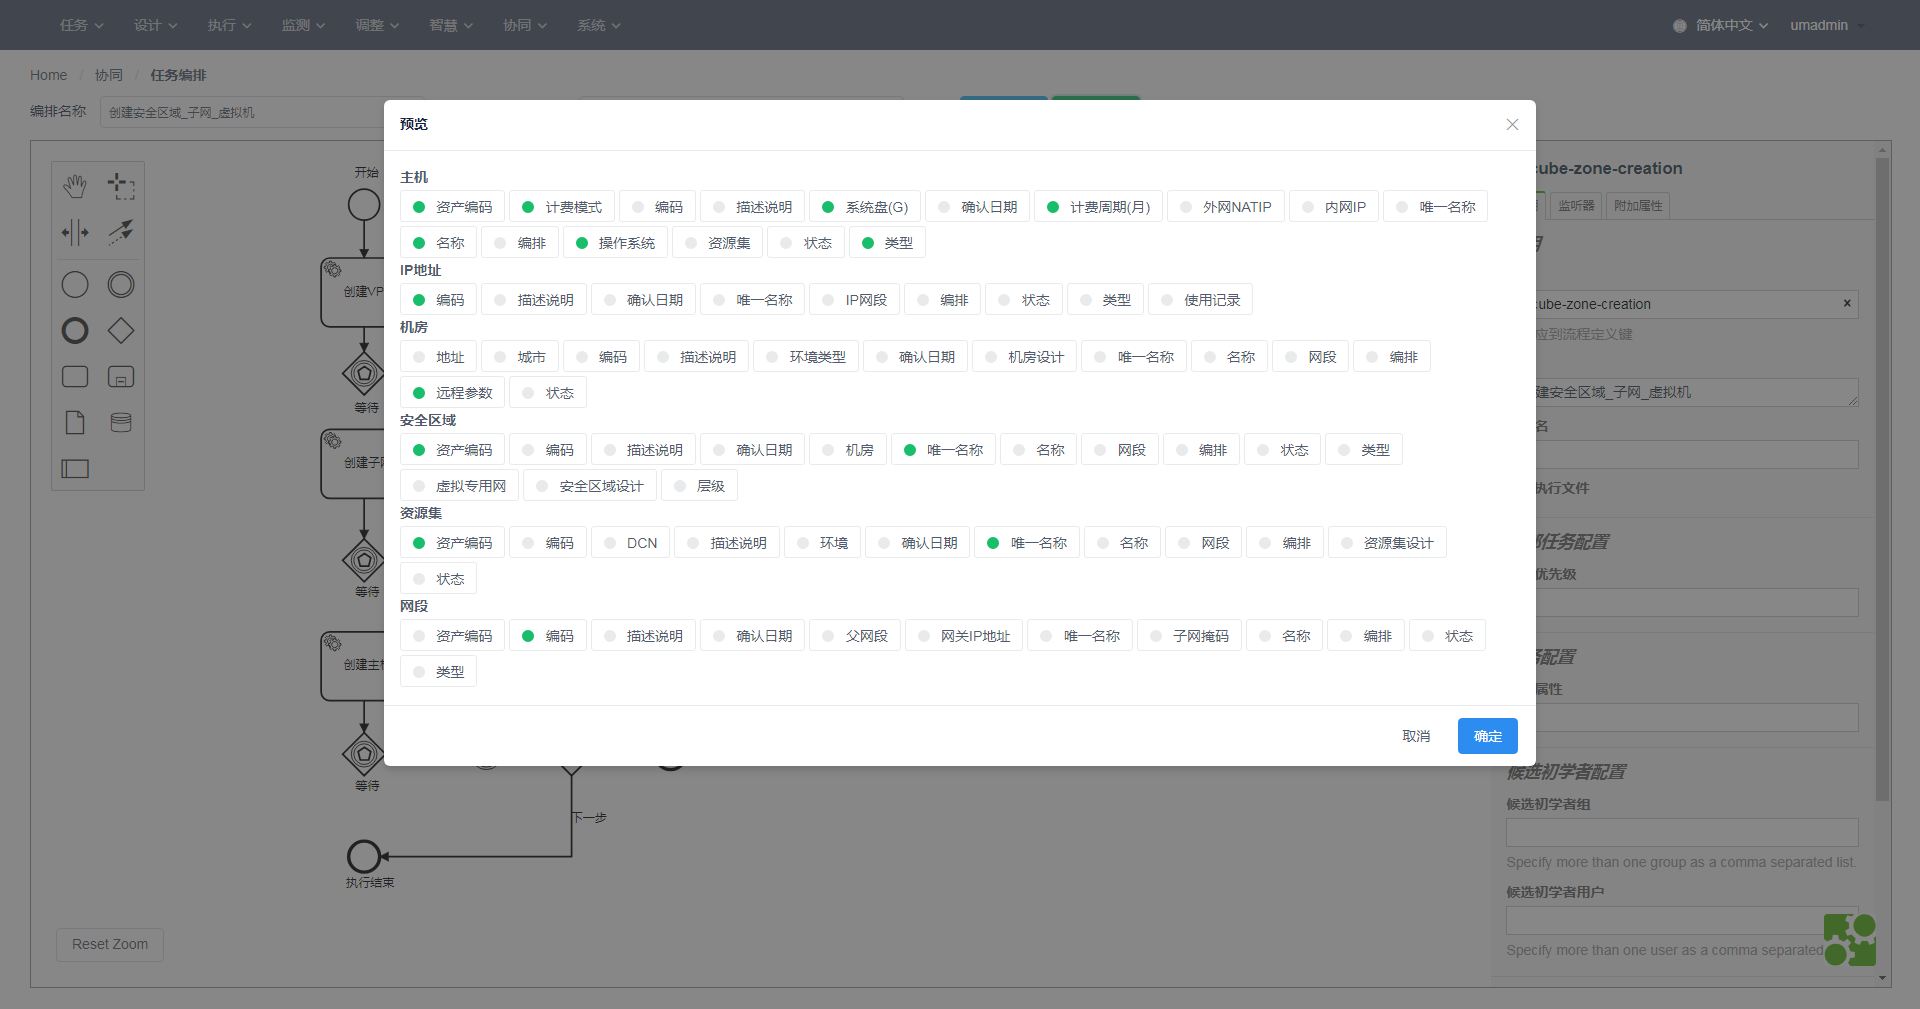 任务 设计 执行 监测 调整 智慧 协同 系统 简体中文 umadmin
Home / 协同 / 任务编排
编排名称 创建安全区域_子网_虚拟机
预览
主机
资产编码 计费模式 编码 描述说明 系统盘(G) 确认日期 计费周期(月) 外网NATIP 内网IP 唯一名称
名称 编排 操作系统 资源集 状态 类型
IP地址
编码 描述说明 确认日期 唯一名称 IP网段 编排 状态 类型 使用记录
机房
地址 城市 编码 描述说明 环境类型 确认日期 机房设计 唯一名称 名称 网段 编排
远程参数 状态
安全区域
资产编码 编码 描述说明 确认日期 机房 唯一名称 名称 网段 编排 状态 类型
虚拟专用网 安全区域设计 层级
资源集
资产编码 编码 DCN 描述说明 环境 确认日期 唯一名称 名称 网段 编排 资源集设计
状态
网段
资产编码 编码 描述说明 确认日期 父网段 网关IP地址 唯一名称 子网掩码 名称 编排 状态
类型
取消 确定
开始
创建VP
等待
创建子
等待
创建主
等待
下一步
执行结束
Reset Zoom
cube-zone-creation
监听器 附加属性
cube-zone-creation ×
应到流程定义键
建安全区域_子网_虚拟机
名
执行文件
任务配置
优先级
配置
属性
候选初学者配置
候选初学者组
Specify more than one group as a comma separated list.
候选初学者用户
Specify more than one user as a comma separated